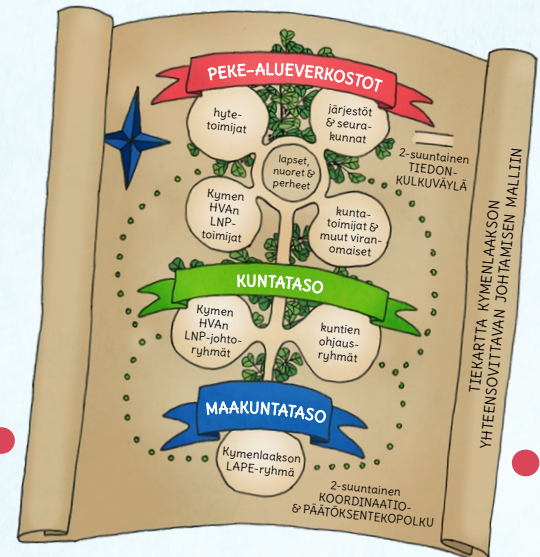 PEKE-ALUEVERKOSTOT
hyte-
toimijat
järjestöt
& seura-
kunnat
2-suuntainen
TIEDON-
KULKUVÄYLÄ
lapset,
nuoret &
perheet
Kymen
HVAn
LNP-
toimijat
kunta-
toimijat &
muut viran-
omaiset
KUNTATASO
Kymen
HVAn
LNP-johto-
ryhmät
kuntien
ohjaus-
ryhmät
MAAKUNTATASO
Kymenlaakson
LAPE-ryhmä
2-suuntainen
KOORDINAATIO-
& PÄÄTÖKSENTEKOPOLKU
TIEKARTTA KYMENLAAKSON
YHTEENSOVITTAVAN JOHTAMISEN MALLIIN